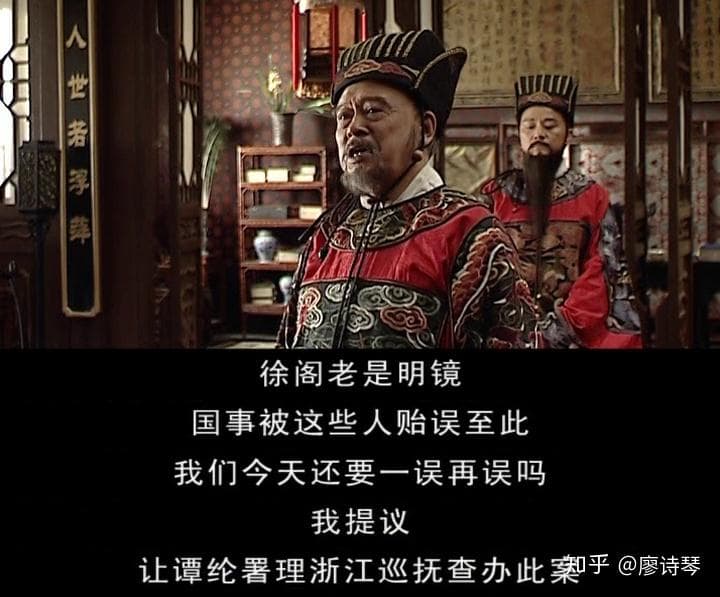 人世若浮萍
徐阁老是明镜
国事被这些人贻误至此
我们今天还要一误再误吗
我提议
让谭纶署理浙江巡抚查办此案
知乎 @廖诗琴